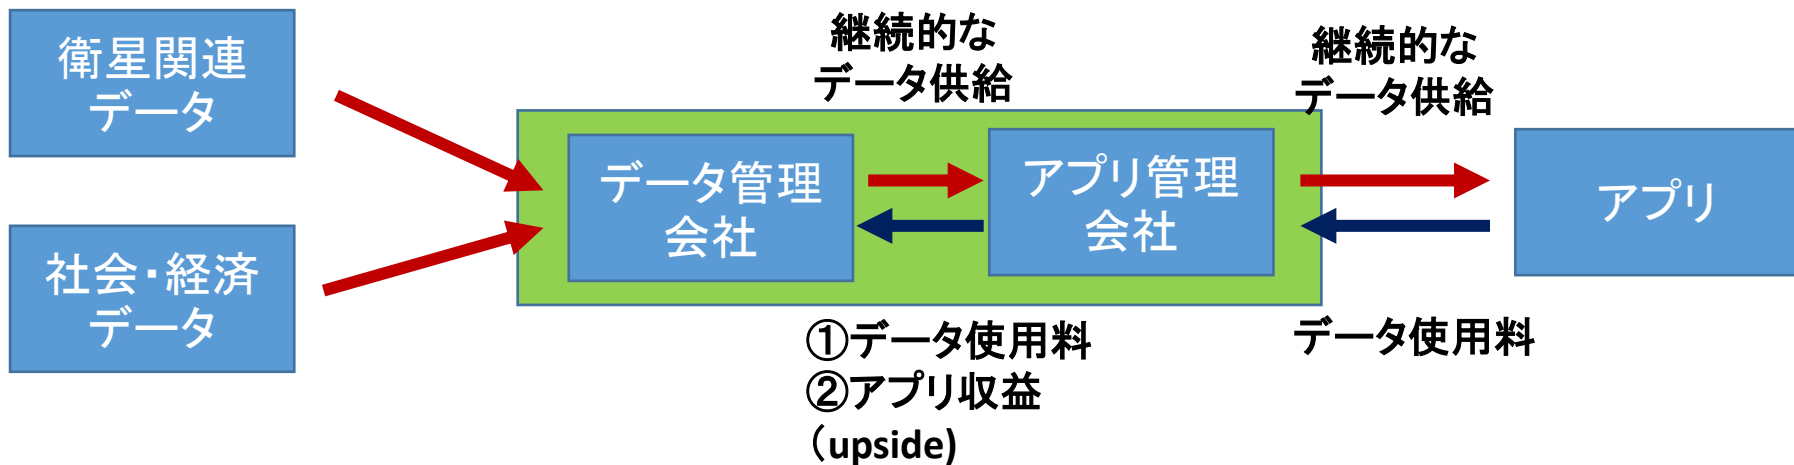 衛星関連
データ
社会・経済
データ
継続的な
データ供給
データ管理
会社
アプリ管理
会社
①データ使用料
②アプリ収益
（upside)
継続的な
データ供給
データ使用料
アプリ